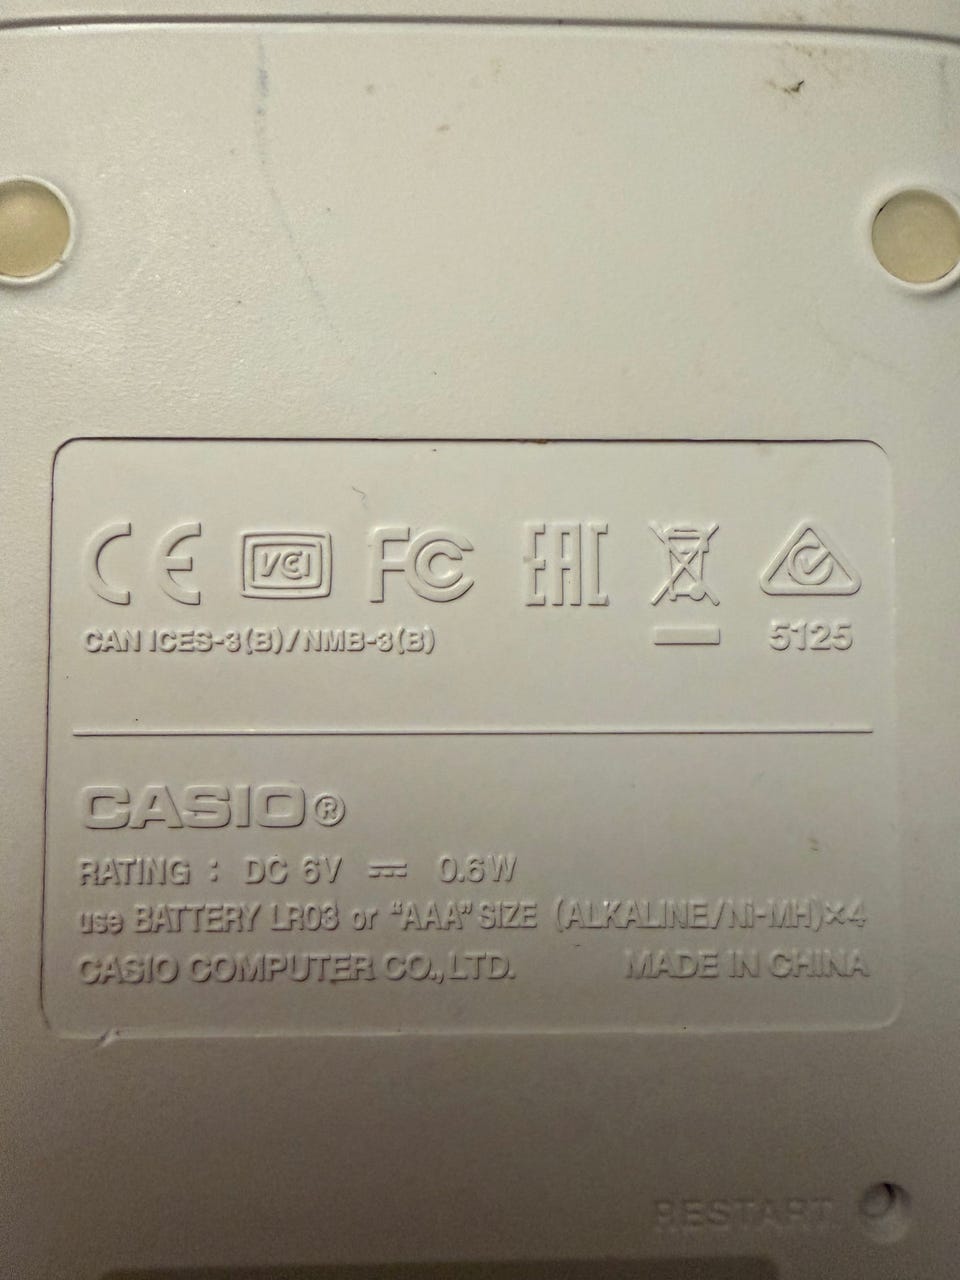 CE VCI FC EAC
CAN ICES-3(B)/NMB-3(B) 5125
CASIO®
RATING : DC 6V ⎓ 0.6W
use BATTERY LR03 or "AAA" SIZE (ALKALINE/Ni-MH)×4
CASIO COMPUTER CO.,LTD. MADE IN CHINA
RESTART